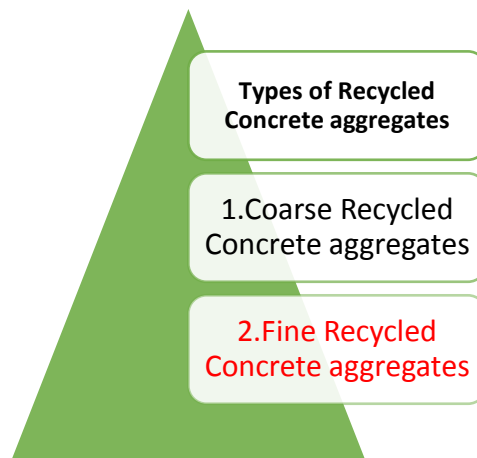 Types of Recycled
Concrete aggregates
1.Coarse Recycled
Concrete aggregates
2.Fine Recycled
Concrete aggregates